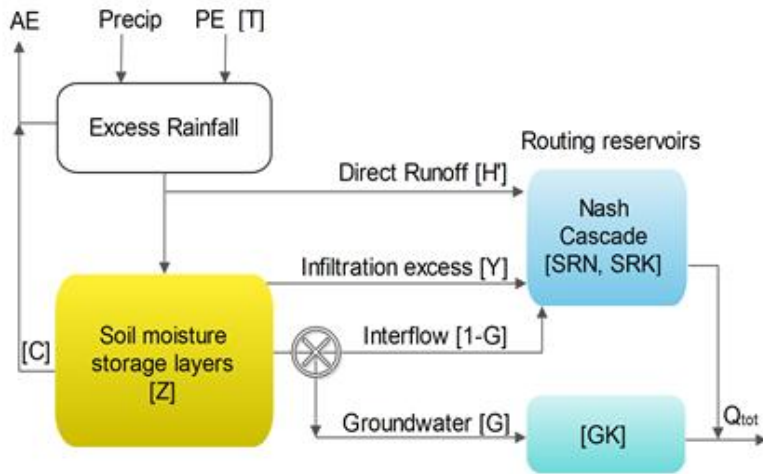 AE
Precip
PE [T]
Excess Rainfall
Routing reservoirs
Direct Runoff [H']
Nash
Cascade
[SRN, SRK]
Infiltration excess [Y]
Soil moisture
storage layers
[Z]
[C]
Interflow [1-G]
Groundwater [G]
[GK]
Qtot